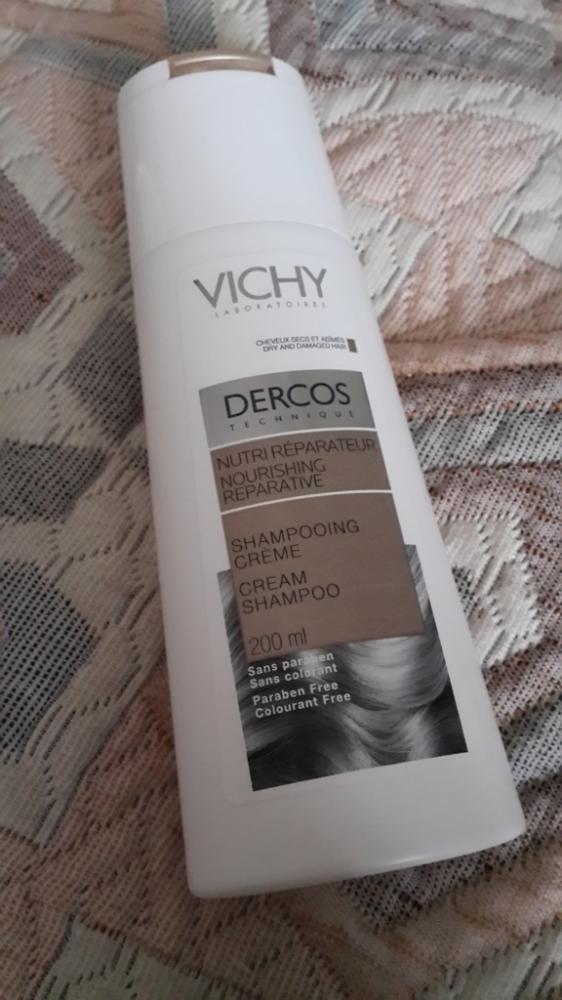 VICHY
LABORATOIRES
CHEVEUX SECS ET ABÎMÉS
DRY AND DAMAGED HAIR
DERCOS
TECHNIQUE
NUTRI RÉPARATEUR
NOURISHING
REPARATIVE
SHAMPOOING
CRÈME
CREAM
SHAMPOO
200 ml
Sans paraben
Sans colorant
Paraben Free
Colourant Free